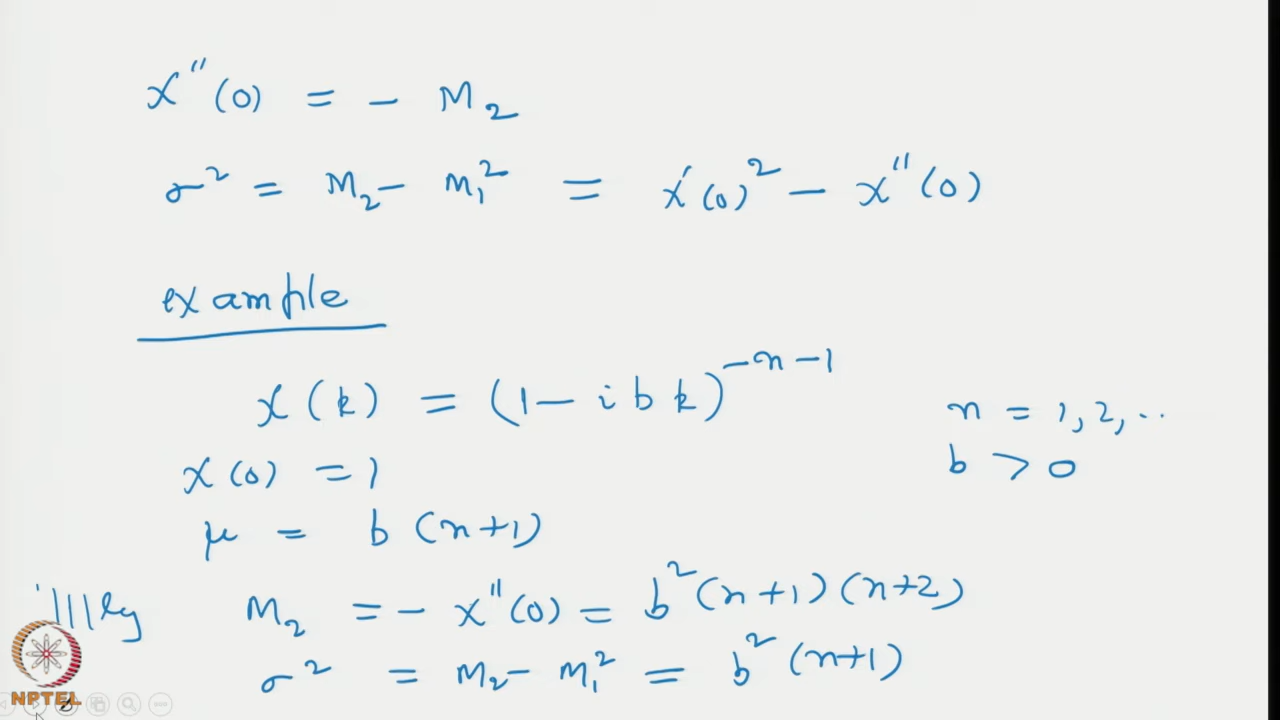 χ''(0) = - M₂
σ² = M₂ - M₁² = χ'(0)² - χ''(0)
example
χ(k) = (1 - i b k)^{-n-1}
n = 1, 2, ..
b > 0
χ(0) = 1
μ = b (n+1)
'|||ly M₂ = - χ''(0) = b² (n+1) (n+2)
σ² = M₂ - M₁² = b² (n+1)
NPTEL